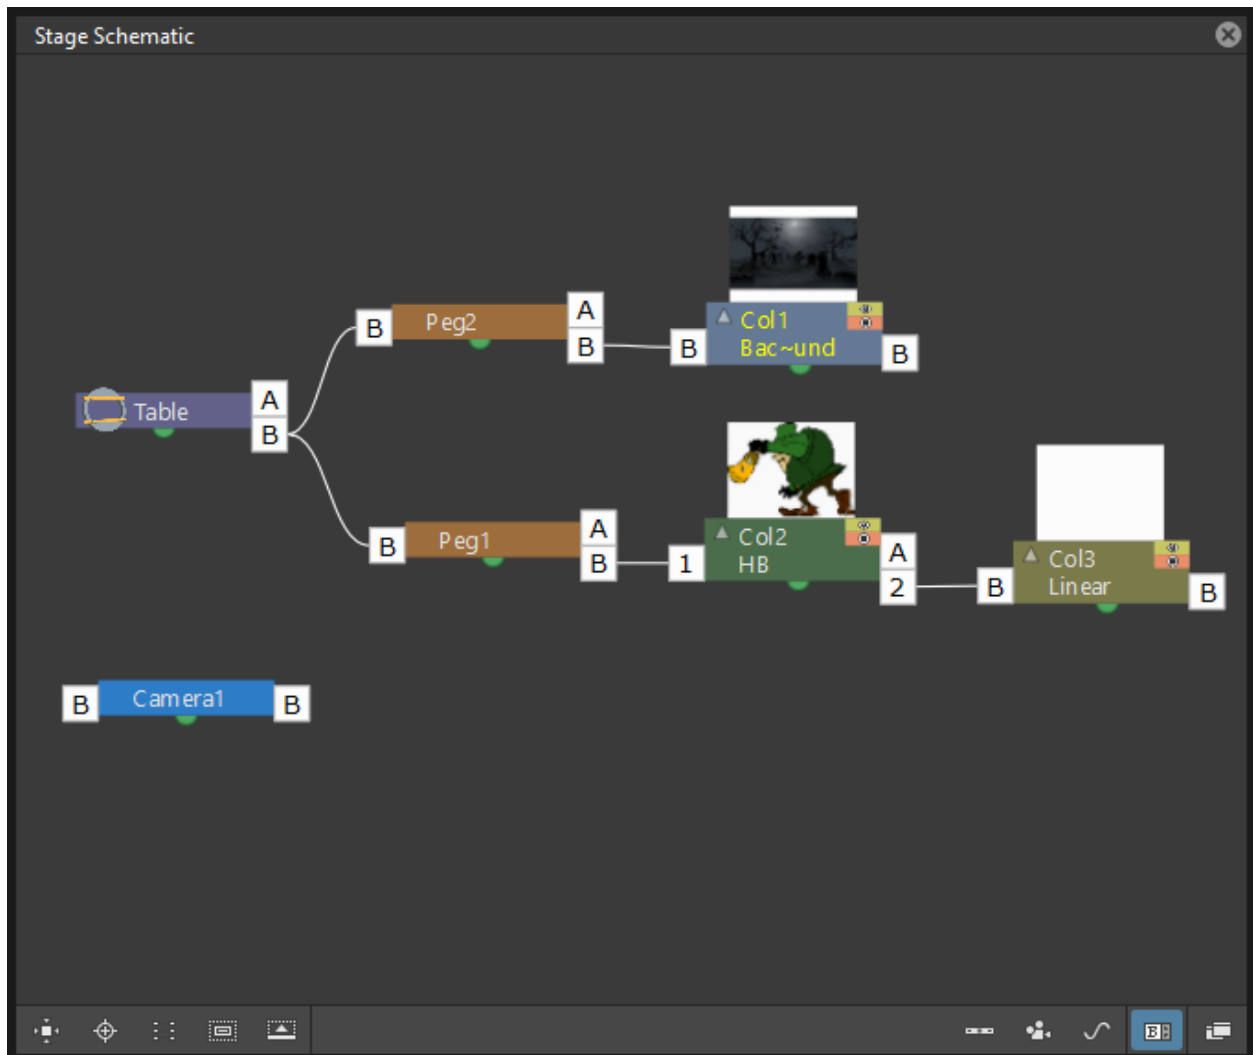 Stage Schematic
A
B Peg2 B
Col1
B Bac~und B
A
Table B
A
B Peg1 B
Col2
1 HB A
2
Col3
B Linear B
B Camera1 B